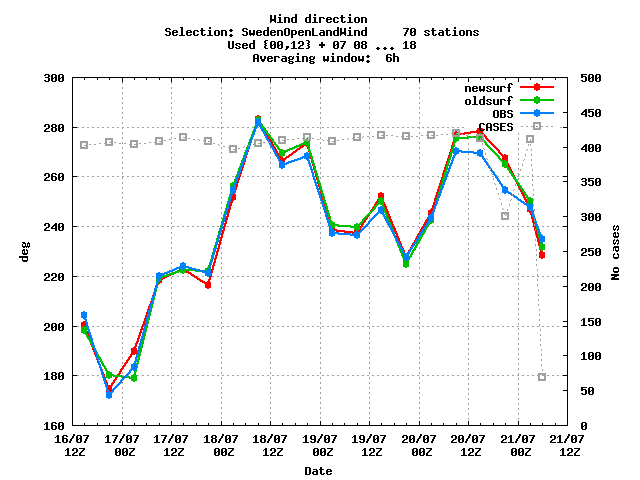 Wind direction
Selection: SwedenOpenLandWind 70 stations
Used {00,12} + 07 08 ... 18
Averaging window: 6h
300 500
newsurf
oldsurf
OBS
CASES
450
280 400
260 350
240 300
deg
No cases
250
220 200
200 150
100
180 50
160 0
16/07 17/07 17/07 18/07 18/07 19/07 19/07 20/07 20/07 21/07 21/07
12Z 00Z 12Z 00Z 12Z 00Z 12Z 00Z 12Z 00Z 12Z
Date